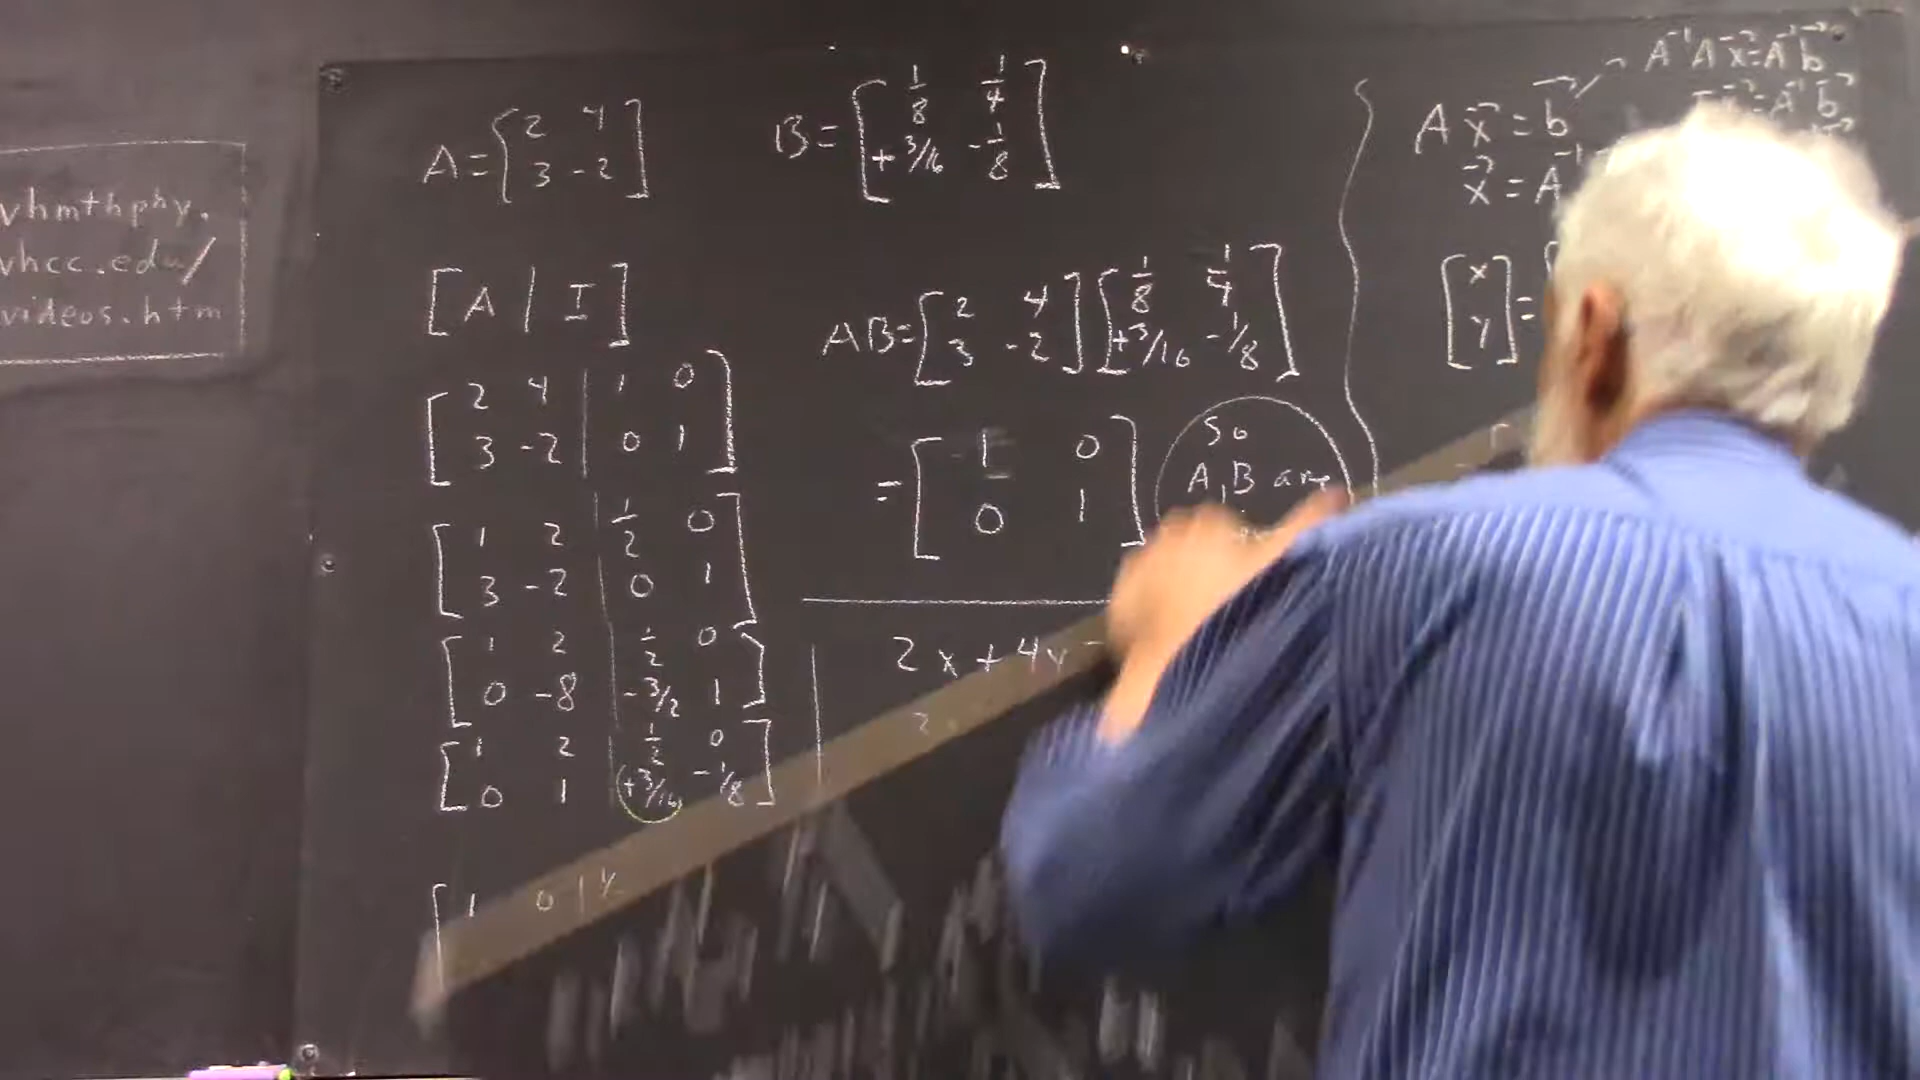 vhmthphy.
vhcc.edu/
videos.htm
A = [ 2 4
3 -2 ]
[ A | I ]
[ 2 4 | 1 0
3 -2 | 0 1 ]
[ 1 2 | 1/2 0
3 -2 | 0 1 ]
[ 1 2 | 1/2 0
0 -8 | -3/2 1 ]
[ 1 2 | 1/2 0
0 1 | +3/16 -1/8 ]
[ 1 0 |
B = [ 1/8 1/4
+3/16 -1/8 ]
AB = [ 2 4
3 -2 ] [ 1/8 1/4
+3/16 -1/8 ]
= [ 1 0
0 1 ]
So
A, B are
2x + 4y
A⃗x = ⃗b
⃗x = A⁻¹
A⁻¹A⃗x = A⁻¹⃗b
= A⁻¹⃗b
[ x
y ] =